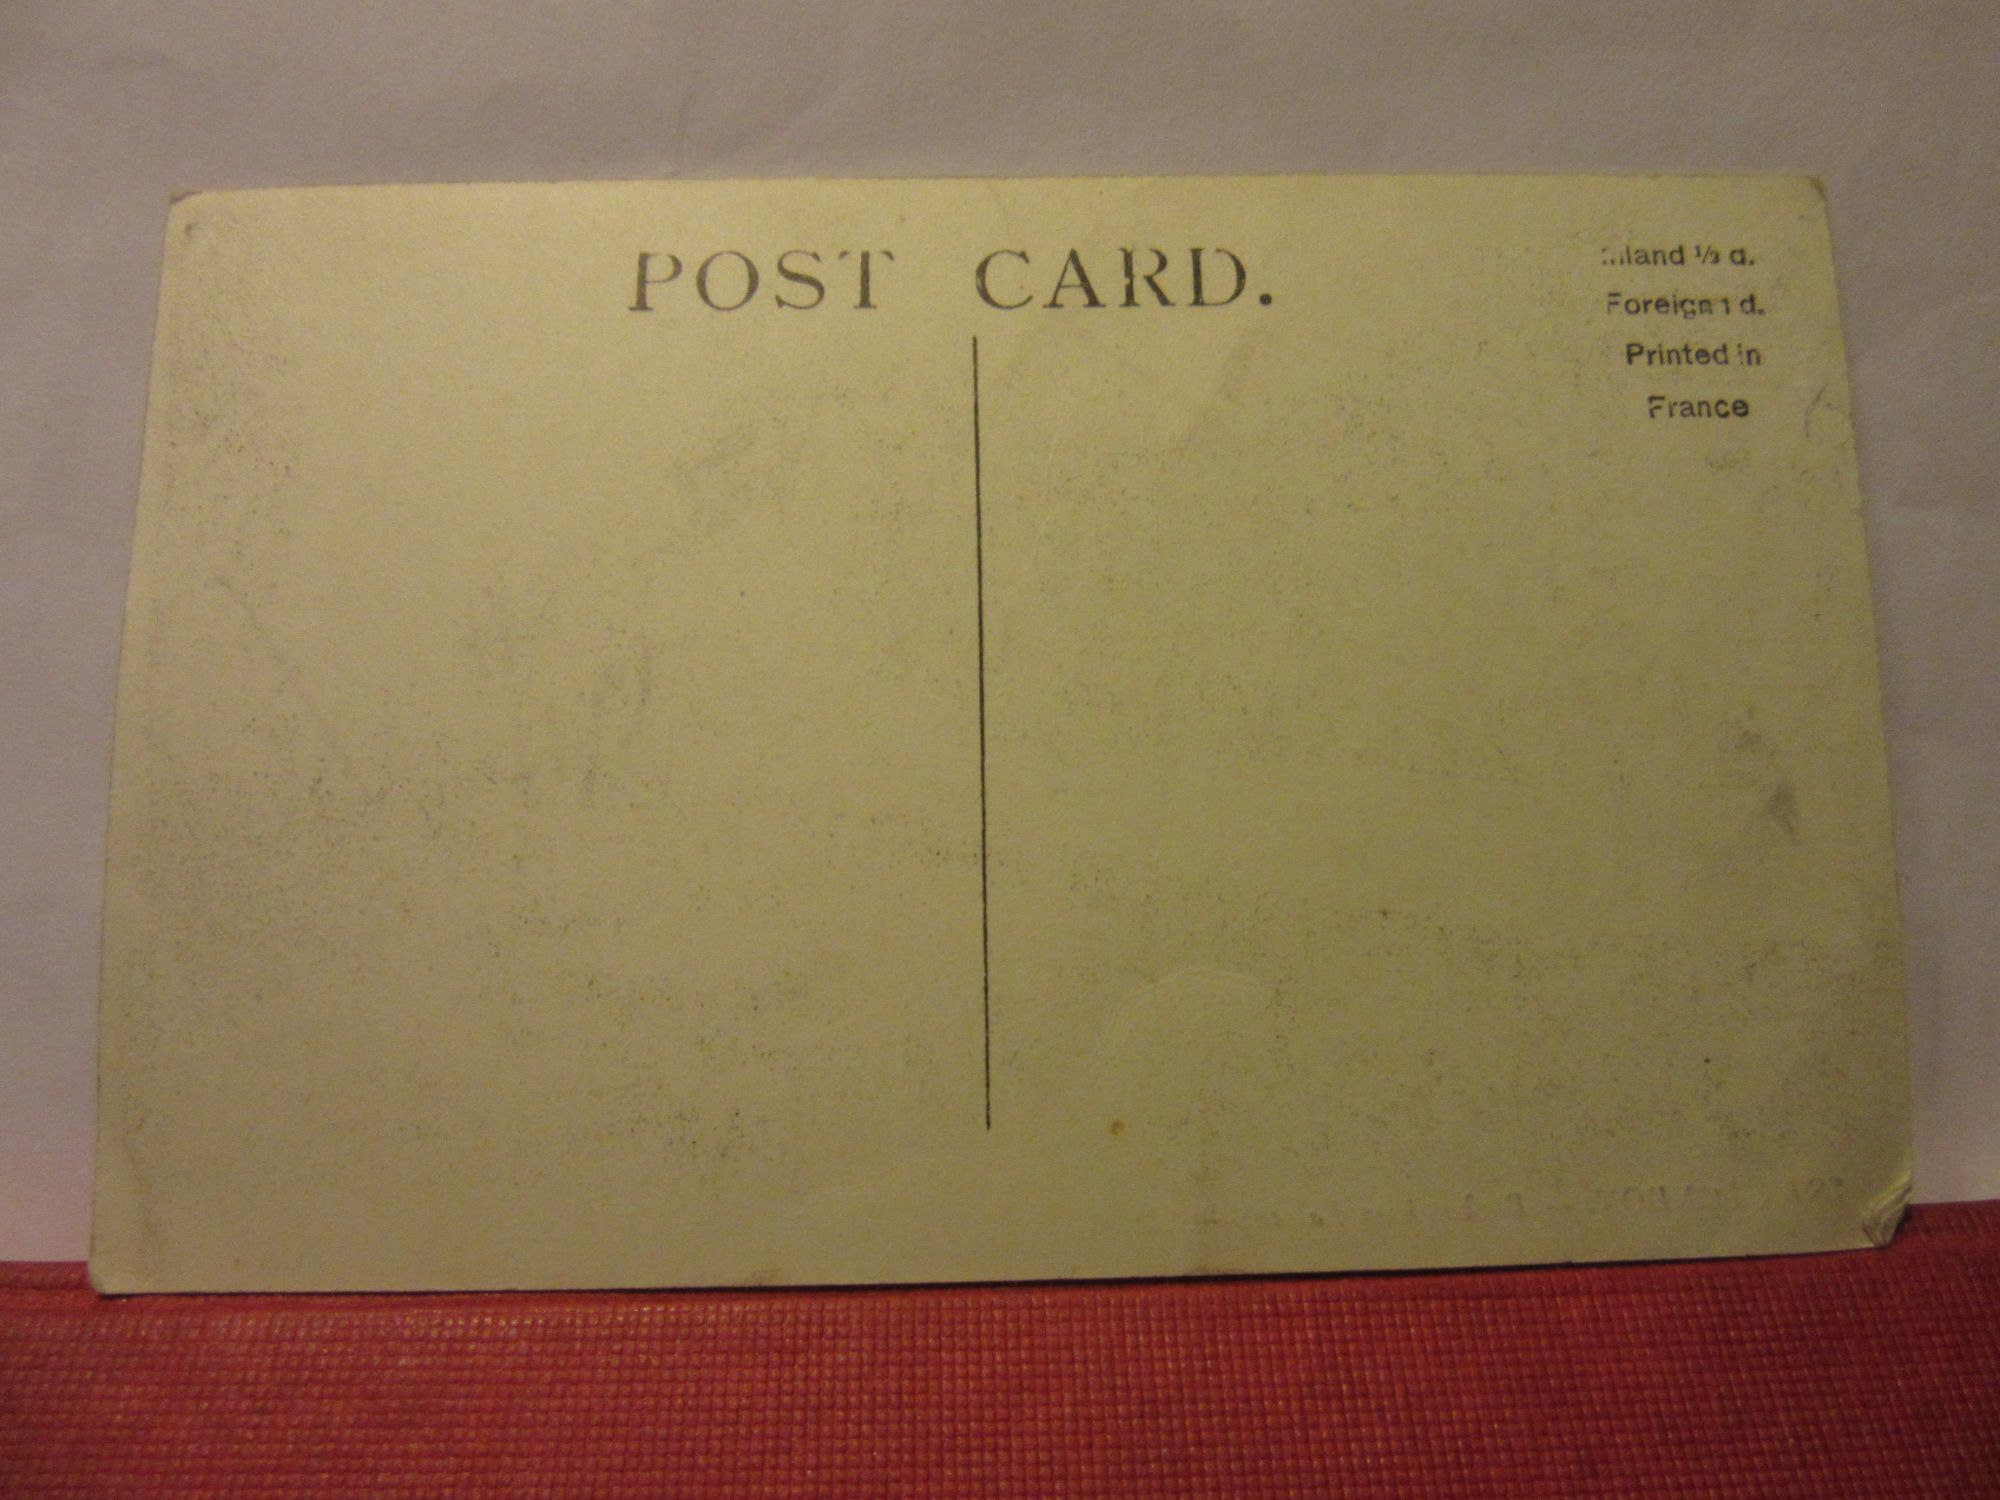 POST CARD.
Inland ½ d.
Foreign 1 d.
Printed in
France